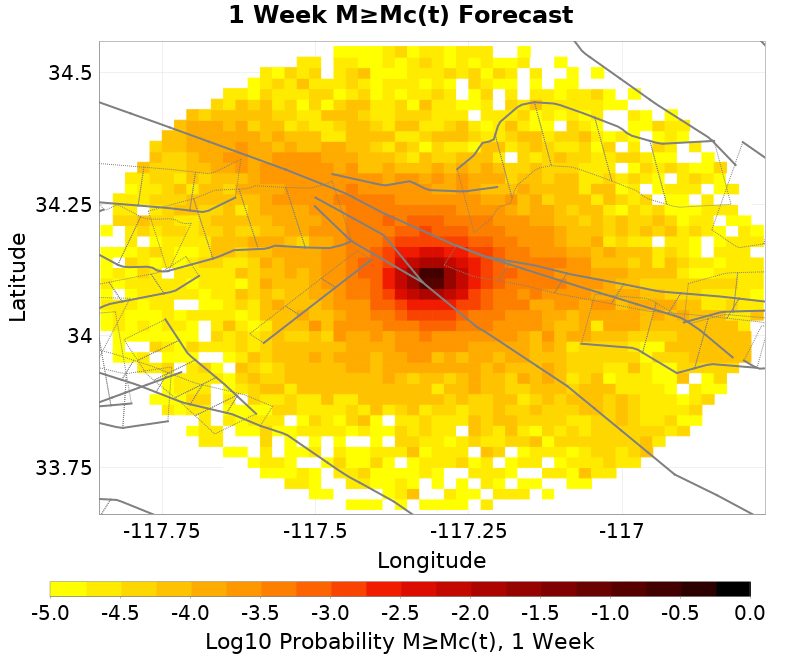 1 Week M≥Mc(t) Forecast
34.5
34.25
34
33.75
Latitude
-117.75 -117.5 -117.25 -117
Longitude
-5.0 -4.5 -4.0 -3.5 -3.0 -2.5 -2.0 -1.5 -1.0 -0.5 0.0
Log10 Probability M≥Mc(t), 1 Week